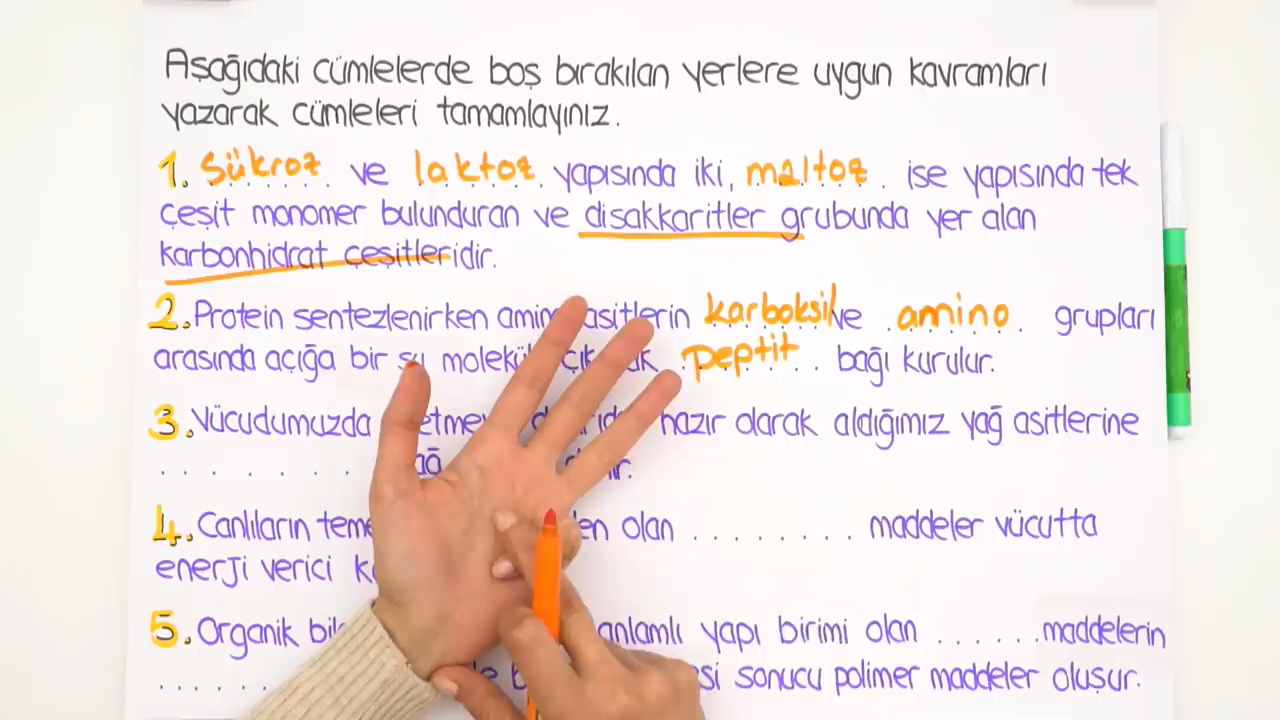 Aşağıdaki cümlelerde boş bırakılan yerlere uygun kavramları
yazarak cümleleri tamamlayınız.
1. Sükroz ve laktoz yapısında iki, maltoz ise yapısında tek
çeşit monomer bulunduran ve disakkaritler grubunda yer alan
karbonhidrat çeşitleridir.
2. Protein sentezlenirken amino asitlerin karboksil ve amino grupları
arasında açığa bir su molekülü peptit bağı kurulur.
3. Vücudumuzda hazır olarak aldığımız yağ asitlerine
. . . . . . .
4. Canlıların olan . . . . . . . . maddeler vücutta
enerji verici
5. Organik anlamlı yapı birimi olan . . . . . . maddelerin
. . . . . sonucu polimer maddeler oluşur.